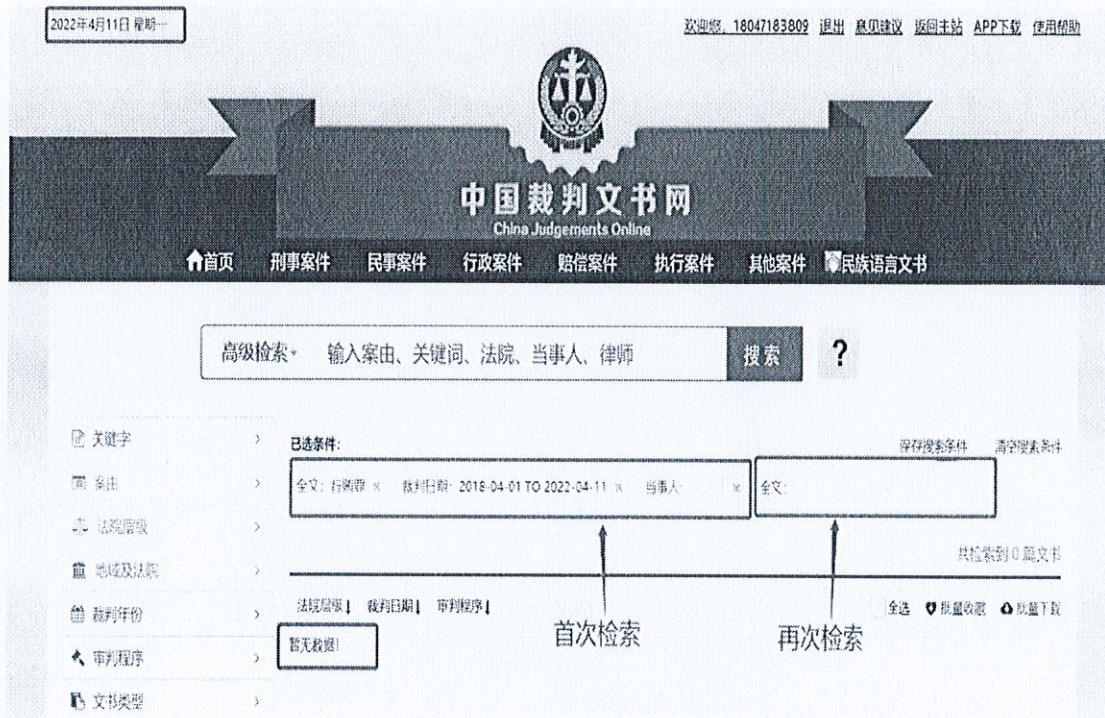 2022年4月11日 星期一
欢迎您，18047183809 退出 意见建议 返回主站 APP下载 使用帮助
中国裁判文书网
China Judgements Online
首页 刑事案件 民事案件 行政案件 赔偿案件 执行案件 其他案件 民族语言文书
高级检索 输入案由、关键词、法院、当事人、律师 搜索 ?
关键字
案由
法院层级
地域及法院
裁判年份
审判程序
文书类型
已选条件： 保存搜索条件 清空搜索条件
全文：行贿罪 × 裁判日期：2018-04-01 TO 2022-04-11 × 当事人： × 全文：
共检索到 0 篇文书
法院层级 裁判日期 审判程序 全选 批量收藏 批量下载
首次检索 再次检索
暂无数据!